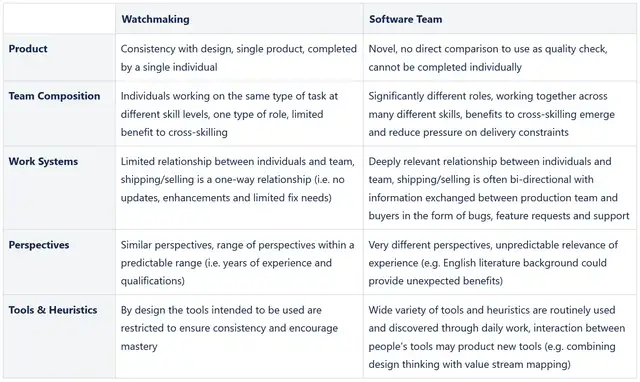 Watchmaking
Software Team
Product
Consistency with design, single product, completed
by a single individual
Novel, no direct comparison to use as quality check,
cannot be completed individually
Team Composition
Individuals working on the same type of task at
different skill levels, one type of role, limited
benefit to cross-skilling
Significantly different roles, working together across
many different skills, benefits to cross-skilling emerge
and reduce pressure on delivery constraints
Work Systems
Limited relationship between individuals and team,
shipping/selling is a one-way relationship (i.e. no
updates, enhancements and limited fix needs)
Deeply relevant relationship between individuals and
team, shipping/selling is often bi-directional with
information exchanged between production team and
buyers in the form of bugs, feature requests and support
Perspectives
Similar perspectives, range of perspectives within a
predictable range (i.e. years of experience and
qualifications)
Very different perspectives, unpredictable relevance of
experience (e.g. English literature background could
provide unexpected benefits)
Tools & Heuristics
By design the tools intended to be used are
restricted to ensure consistency and encourage
mastery
Wide variety of tools and heuristics are routinely used
and discovered through daily work, interaction between
people's tools may product new tools (e.g. combining
design thinking with value stream mapping)